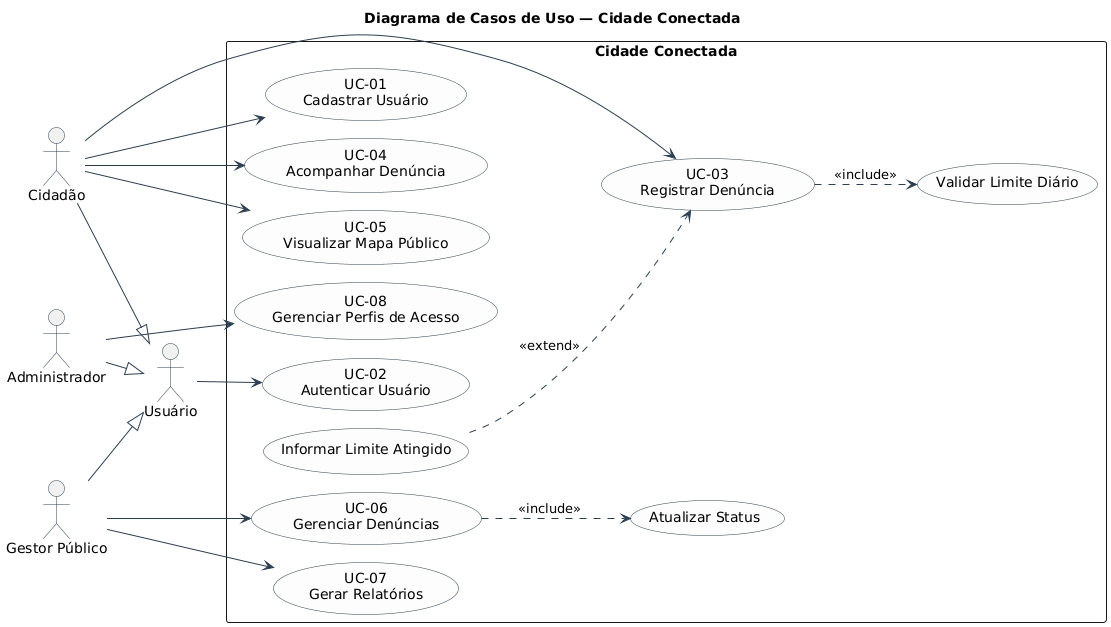 Diagrama de Casos de Uso — Cidade Conectada
Cidade Conectada
UC-01
Cadastrar Usuário
UC-04
Acompanhar Denúncia
UC-03
Registrar Denúncia
«include»
Validar Limite Diário
Cidadão
UC-05
Visualizar Mapa Público
UC-08
Gerenciar Perfis de Acesso
«extend»
Administrador
UC-02
Autenticar Usuário
Usuário
Informar Limite Atingido
UC-06
Gerenciar Denúncias
«include»
Atualizar Status
Gestor Público
UC-07
Gerar Relatórios